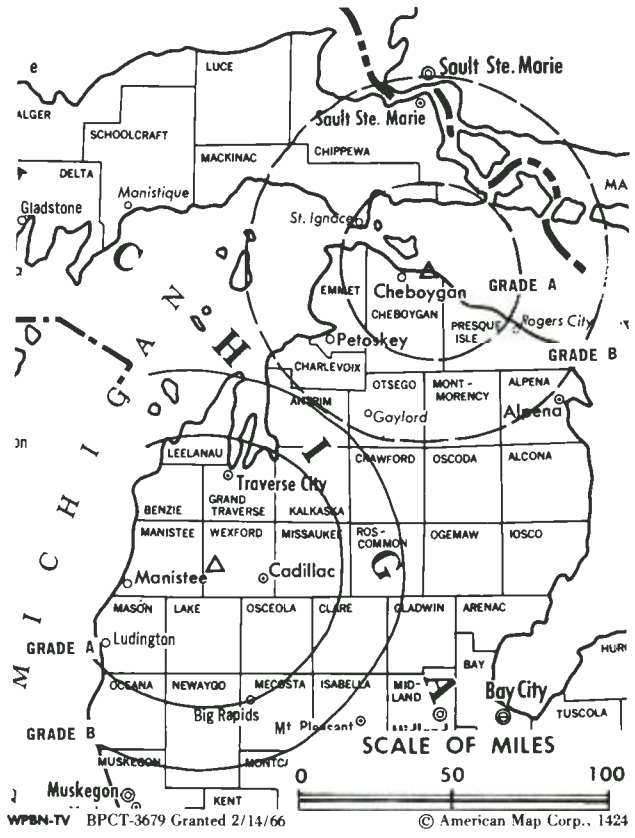 e
LUCE
Sault Ste. Marie
ALGER
Sault Ste. Marie
SCHOOLCRAFT
CHIPPEWA
MACKINAC
DELTA
MA
Manistique
Gladstone
St. Ignace
C
GRADE A
Cheboygan
EMMET
CHEBOYGAN
N
PRESQUE
ISLE
Rogers City
A
H
Petoskey
GRADE B
CHARLEVOIX
G
OTSEGO
MONT-
MORENCY
ALPENA
ANTRIM
Gaylord
Alpena
I
I
LEELANAU
CRAWFORD
OSCODA
ALCONA
Traverse City
H
BENZIE
GRAND
TRAVERSE
KALKASKA
MANISTEE
WEXFORD
MISSAUKEE
ROS-
COMMON
OGEMAW
IOSCO
C
G
Manistee
Cadillac
I
MASON
LAKE
OSCEOLA
CLARE
GLADWIN
ARENAC
GRADE A
Ludington
HURO
M
BAY
OCEANA
NEWAYGO
MECOSTA
ISABELLA
MID-
LAND
A
Bay City
Big Rapids
TUSCOLA
GRADE B
Mt. Pleasant
Midland
SCALE OF MILES
MUSKEGON
MONTC
0 50 100
Muskegon
KENT
WPBN-TV BPCT-3679 Granted 2/14/66
© American Map Corp., 1424